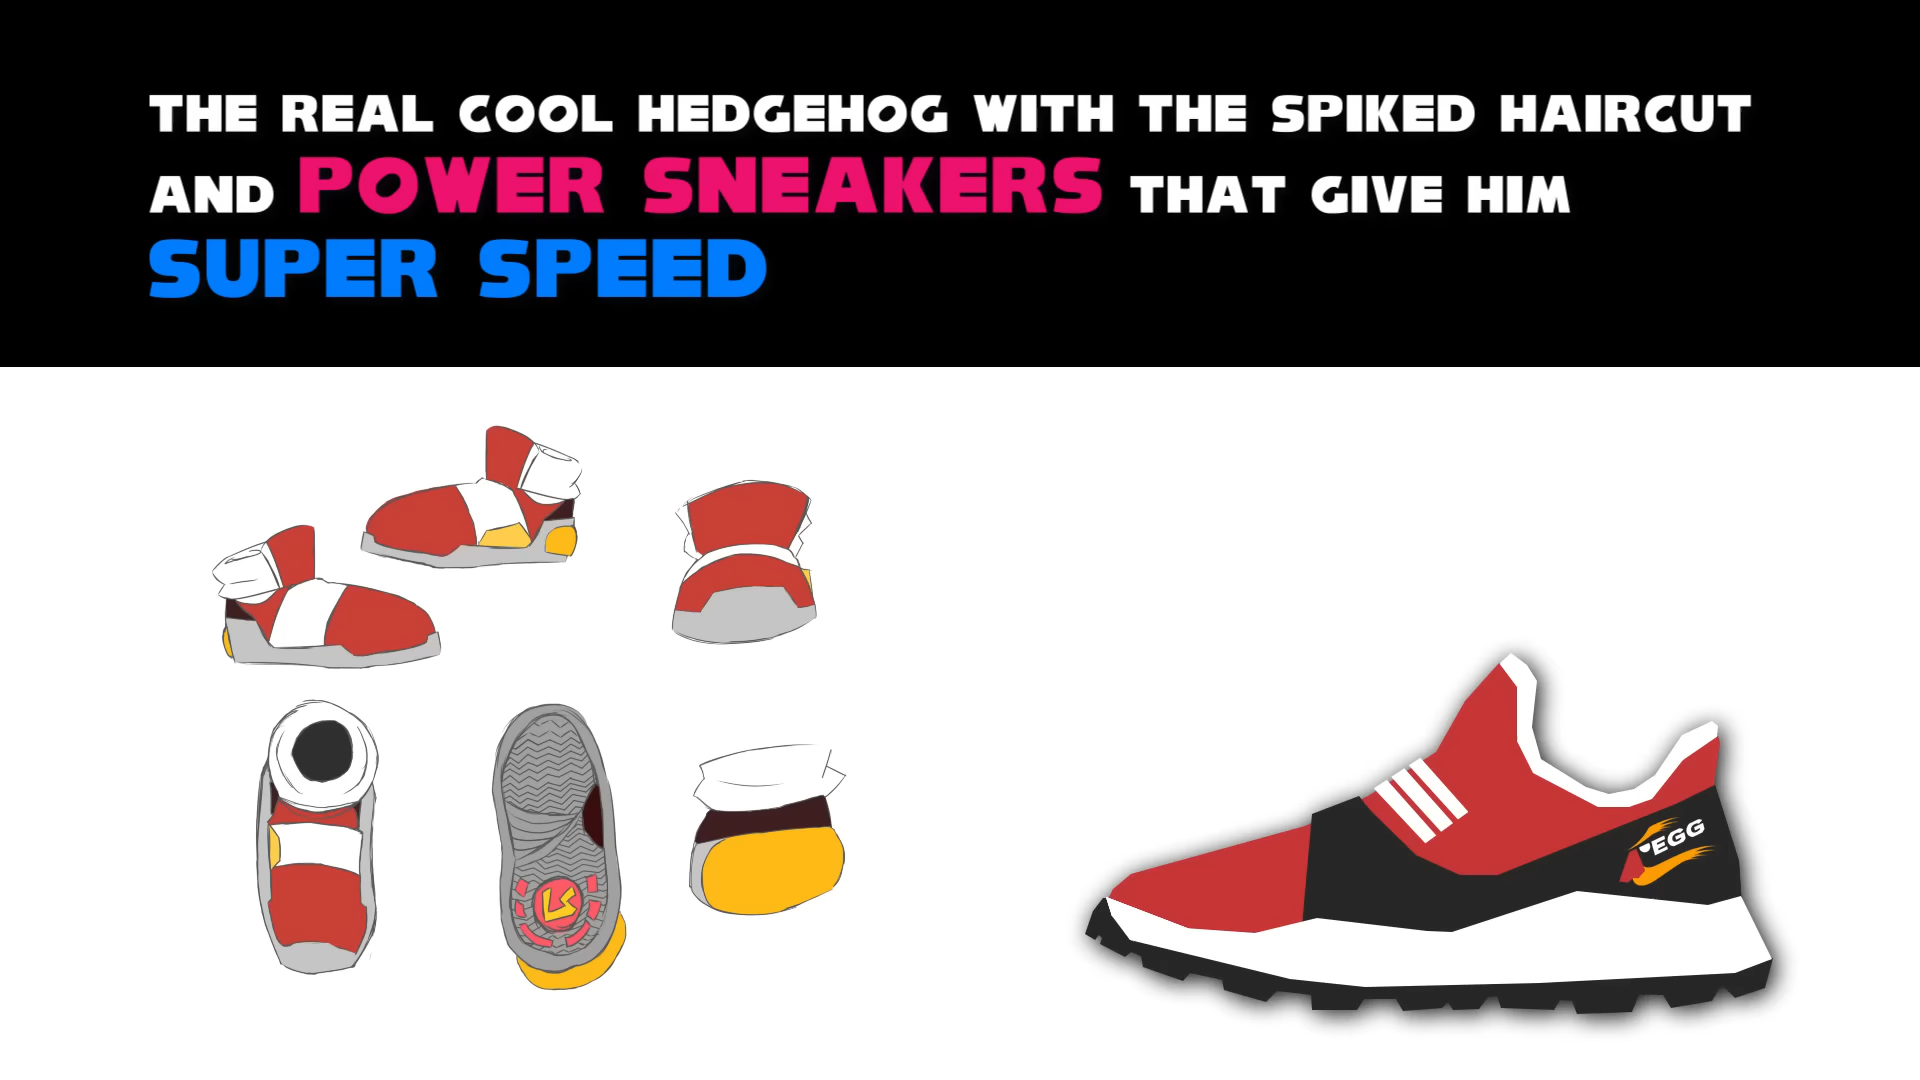 THE REAL COOL HEDGEHOG WITH THE SPIKED HAIRCUT
AND POWER SNEAKERS THAT GIVE HIM
SUPER SPEED
EGG